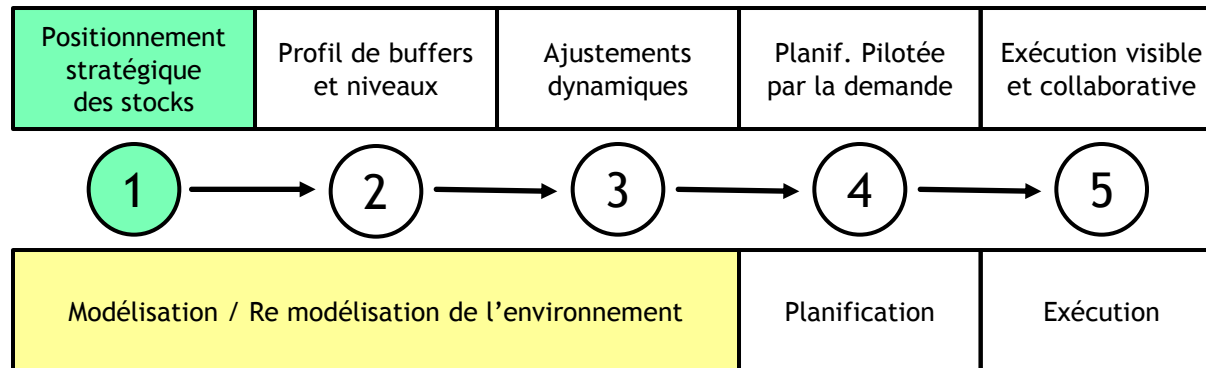 Positionnement
stratégique
des stocks
Profil de buffers
et niveaux
Ajustements
dynamiques
Planif. Pilotée
par la demande
Exécution visible
et collaborative
1
2
3
4
5
Modélisation / Re modélisation de l’environnement
Planification
Exécution